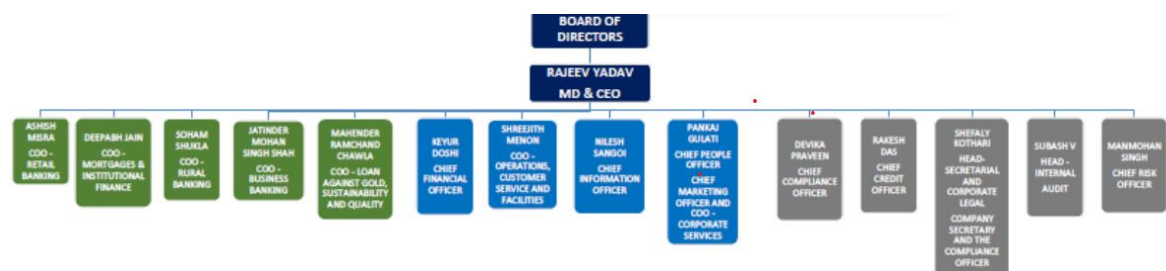 BOARD OF
DIRECTORS
RAJEEV YADAV
MD & CEO
ASHISH
MISRA
COO -
RETAIL
BANKING
DEEPABH JAIN
COO -
MORTGAGES &
INSTITUTIONAL
FINANCE
SOHAM
SHUKLA
COO -
RURAL
BANKING
JATINDER
MOHAN
SINGH SHAH
COO -
BUSINESS
BANKING
MAHENDER
RAMCHAND
CHAWLA
COO - LOAN
AGAINST GOLD,
SUSTAINABILITY
AND QUALITY
KEYUR
DOSHI
CHIEF
FINANCIAL
OFFICER
SHREEJITH
MENON
COO -
OPERATIONS,
CUSTOMER
SERVICE AND
FACILITIES
NILESH
SANGOI
CHIEF
INFORMATION
OFFICER
PANKAJ
GULATI
CHIEF PEOPLE
OFFICER
CHIEF
MARKETING
OFFICER AND
COO -
CORPORATE
SERVICES
DEVIKA
PRAVEEN
CHIEF
COMPLIANCE
OFFICER
RAKESH
DAS
CHIEF
CREDIT
OFFICER
SHEFALY
KOTHARI
HEAD-
SECRETARIAL
AND
CORPORATE
LEGAL
COMPANY
SECRETARY
AND THE
COMPLIANCE
OFFICER
SUBASH V
HEAD -
INTERNAL
AUDIT
MANMOHAN
SINGH
CHIEF RISK
OFFICER